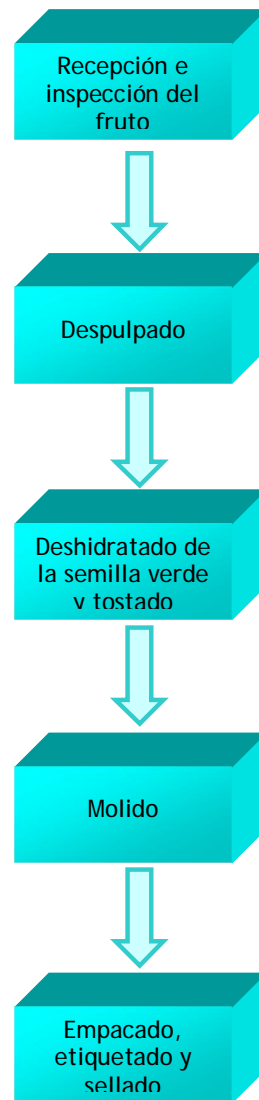 Recepción e
inspección del
fruto
Despulpado
Deshidratado de
la semilla verde
y tostado
Molido
Empacado,
etiquetado y
sellado